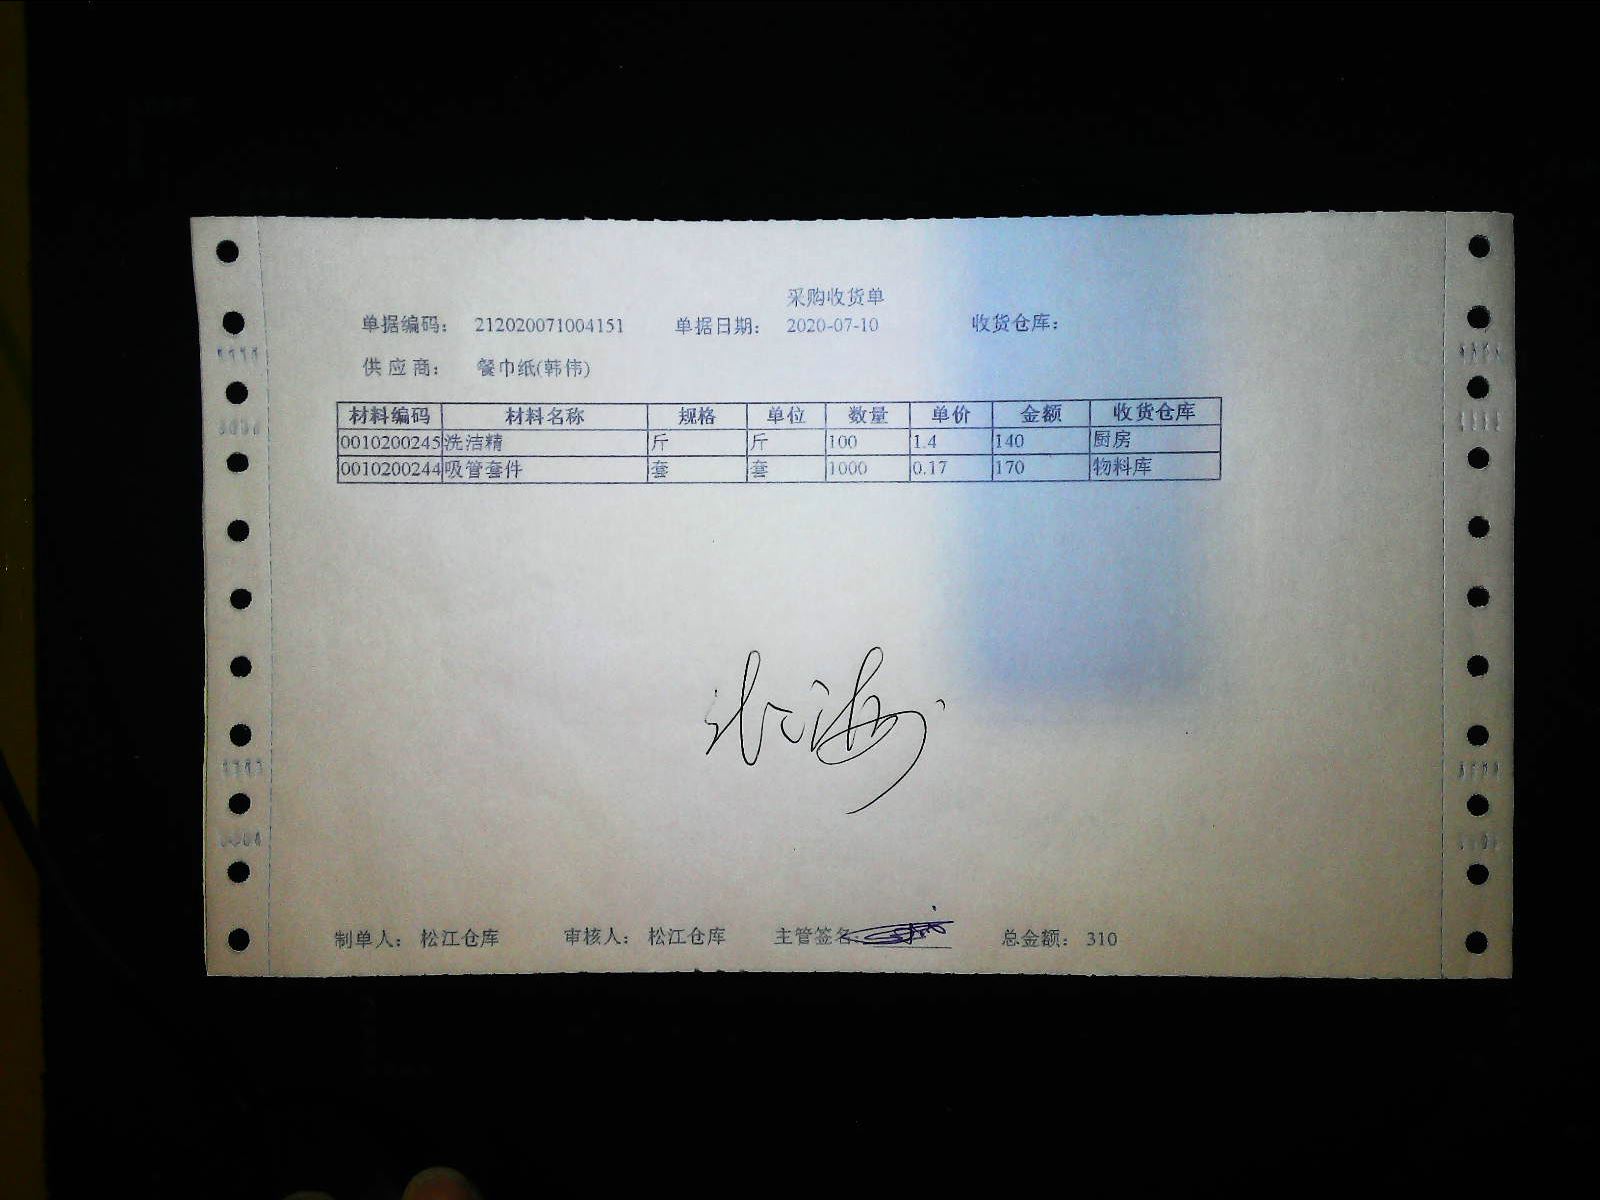 采购收货单
单据编码： 212020071004151 单据日期： 2020-07-10 收货仓库：
供 应 商： 餐巾纸(韩伟)
材料编码 材料名称 规格 单位 数量 单价 金额 收货仓库
0010200245 洗洁精 斤 斤 100 1.4 140 厨房
0010200244 吸管套件 套 套 1000 0.17 170 物料库
制单人： 松江仓库 审核人： 松江仓库 主管签名： 总金额： 310